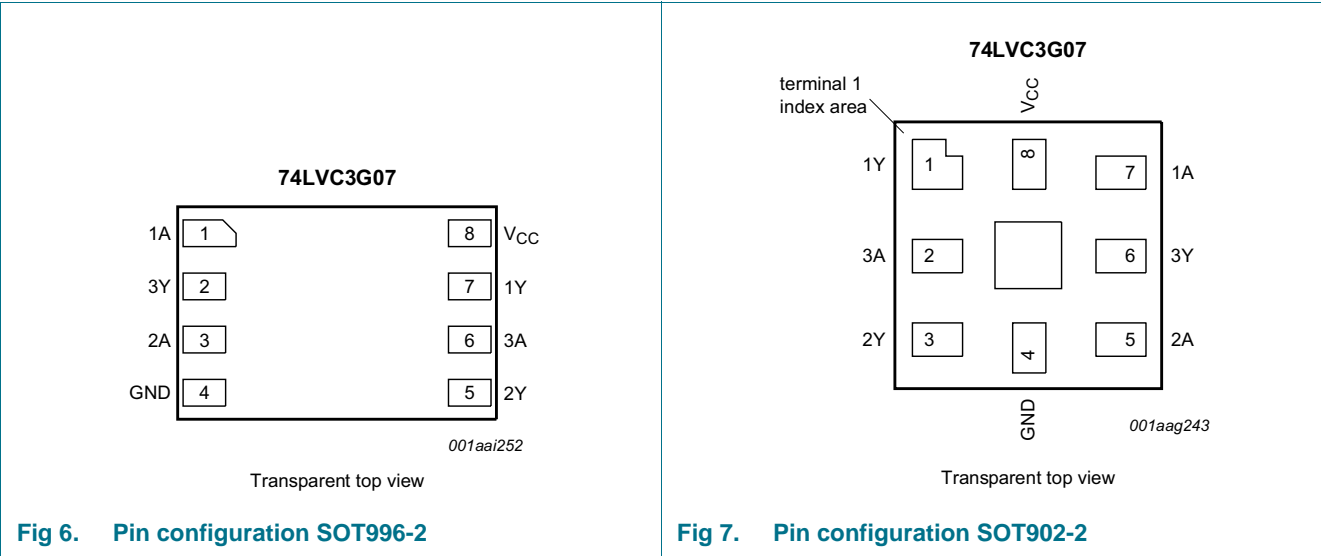 74LVC3G07
1A 1 8 VCC
3Y 2 7 1Y
2A 3 6 3A
GND 4 5 2Y
001aai252
Transparent top view
Fig 6. Pin configuration SOT996-2
74LVC3G07
terminal 1
index area
VCC
1Y 1 8 7 1A
3A 2 6 3Y
2Y 3 4 5 2A
GND
001aag243
Transparent top view
Fig 7. Pin configuration SOT902-2